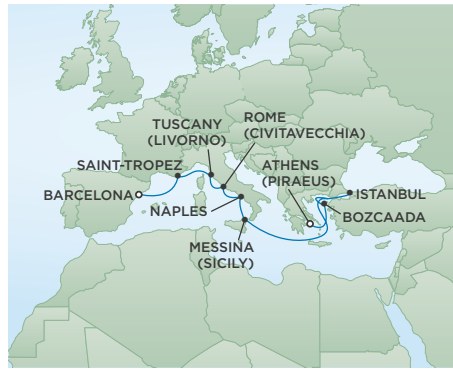 TUSCANY
(LIVORNO)
ROME
(CIVITAVECCHIA)
SAINT-TROPEZ
ATHENS
(PIRAEUS)
BARCELONA
ISTANBUL
NAPLES
BOZCAADA
MESSINA
(SICILY)